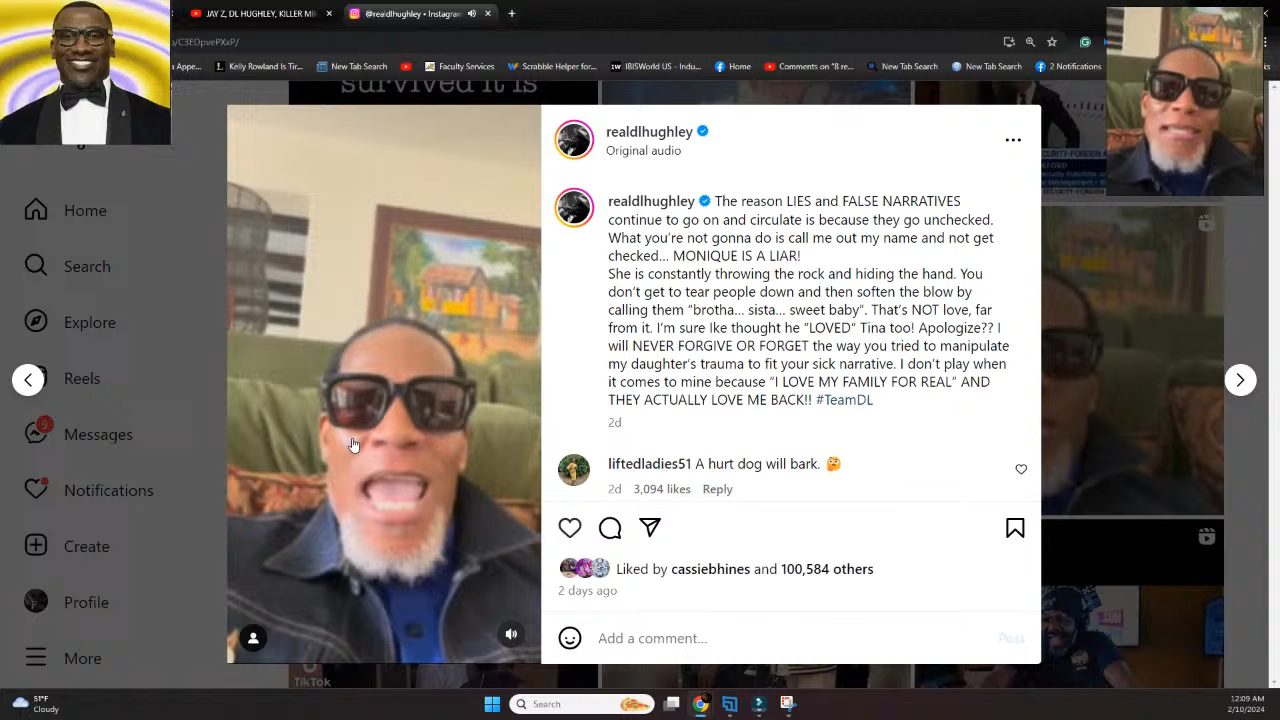 JAY Z, DL HUGHLEY, KILLER MI
@realdlhughley • Instagram
/C3EDpvePXxP/
Appe...
Kelly Rowland is Tir...
New Tab Search
Faculty Services
Scrabble Helper for...
IBISWorld US - Indu...
Home
Comments on "8 re...
New Tab Search
New Tab Search
2 Notifications
survived it is
Home
Search
Explore
Reels
9
Messages
Notifications
Create
Profile
More
realdlhughley
Original audio
realdlhughley The reason LIES and FALSE NARRATIVES
continue to go on and circulate is because they go unchecked.
What you're not gonna do is call me out my name and not get
checked... MONIQUE IS A LIAR!
She is constantly throwing the rock and hiding the hand. You
don't get to tear people down and then soften the blow by
calling them "brotha... sista... sweet baby". That's NOT love, far
from it. I'm sure Ike thought he "LOVED" Tina too! Apologize?? I
will NEVER FORGIVE OR FORGET the way you tried to manipulate
my daughter's trauma to fit your sick narrative. I don't play when
it comes to mine because "I LOVE MY FAMILY FOR REAL" AND
THEY ACTUALLY LOVE ME BACK!! #TeamDL
2d
liftedladies51 A hurt dog will bark. 🤔
2d 3,094 likes Reply
Liked by cassiebhines and 100,584 others
2 days ago
Add a comment...
Post
TikTok
51°F
Cloudy
Search
12:09 AM
2/10/2024